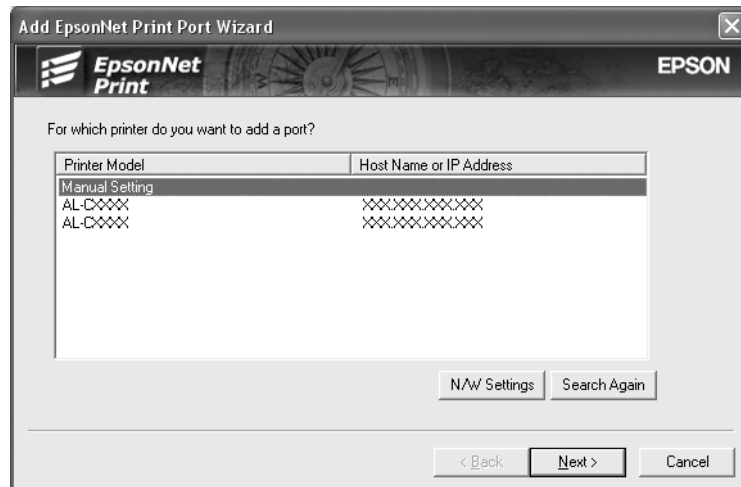 Add EpsonNet Print Port Wizard
EpsonNet
Print
EPSON
For which printer do you want to add a port?
Printer Model Host Name or IP Address
Manual Setting
AL-CXXXX XXX.XXX.XXX.XXX
AL-CXXXX XXX.XXX.XXX.XXX
N/W Settings Search Again
< Back Next > Cancel